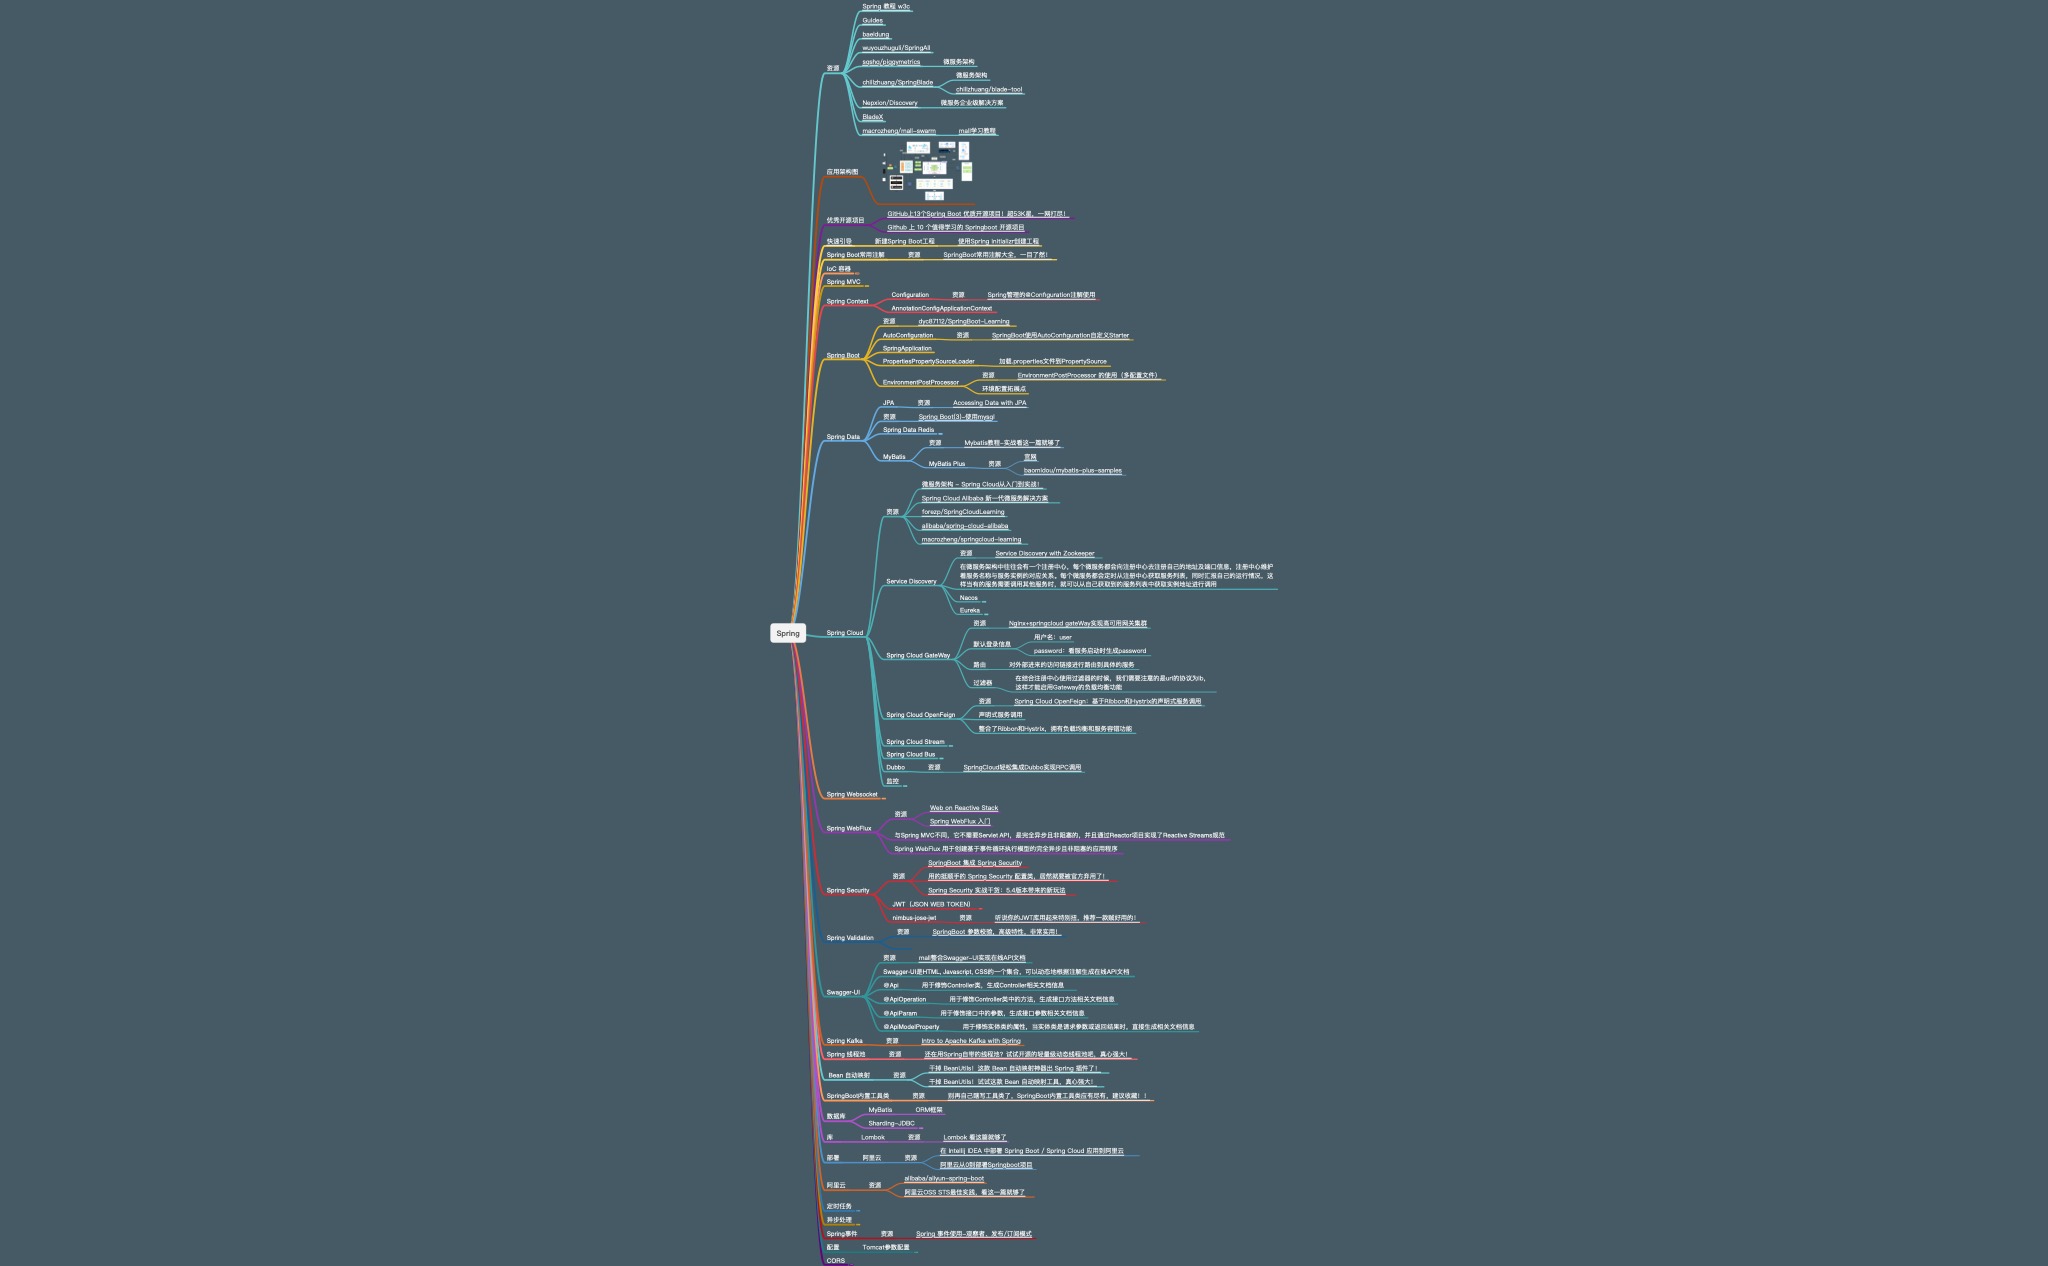 Spring 教程 w3c
Guides
baeldung
wuyouzhuguli/SpringAll
sqshq/piggymetrics 微服务架构
资源
微服务架构
chillzhuang/SpringBlade
chillzhuang/blade-tool
Nepxion/Discovery 微服务企业级解决方案
BladeX
macrozheng/mall-swarm mall学习教程
应用架构图
GitHub上13个Spring Boot 优质开源项目！超53K星，一网打尽！
优秀开源项目
Github 上 10 个值得学习的 Springboot 开源项目
快速引导 新建Spring Boot工程 使用Spring Initializr创建工程
Spring Boot常用注解 资源 SpringBoot常用注解大全，一目了然！
IoC 容器
Spring MVC
Configuration 资源 Spring管理的@Configuration注解使用
Spring Context
AnnotationConfigApplicationContext
资源 dyc87112/SpringBoot-Learning
AutoConfiguration 资源 SpringBoot使用AutoConfiguration自定义Starter
SpringApplication
Spring Boot
PropertiesPropertySourceLoader 加载.properties文件到PropertySource
资源 EnvironmentPostProcessor 的使用（多配置文件）
EnvironmentPostProcessor
环境配置拓展点
JPA 资源 Accessing Data with JPA
资源 Spring Boot(3)-使用mysql
Spring Data Redis
Spring Data
资源 Mybatis教程-实战看这一篇就够了
MyBatis
官网
MyBatis Plus 资源
baomidou/mybatis-plus-samples
微服务架构 - Spring Cloud从入门到实战！
Spring Cloud Alibaba 新一代微服务解决方案
资源
forezp/SpringCloudLearning
alibaba/spring-cloud-alibaba
macrozheng/springcloud-learning
资源 Service Discovery with Zookeeper
在微服务架构中往往会有一个注册中心，每个微服务都会向注册中心去注册自己的地址及端口信息，注册中心维护
着服务名称与服务实例的对应关系。每个微服务都会定时从注册中心获取服务列表，同时汇报自己的运行情况，这
样当有的服务需要调用其他服务时，就可以从自己获取到的服务列表中获取实例地址进行调用
Service Discovery
Nacos
Eureka
资源 Nginx+springcloud gateWay实现高可用网关集群
Spring
Spring Cloud
用户名：user
默认登录信息
password：看服务启动时生成password
Spring Cloud GateWay
路由 对外部进来的访问链接进行路由到具体的服务
过滤器
在结合注册中心使用过滤器的时候，我们需要注意的是url的协议为lb，
这样才能启用Gateway的负载均衡功能
资源 Spring Cloud OpenFeign：基于Ribbon和Hystrix的声明式服务调用
Spring Cloud OpenFeign
声明式服务调用
整合了Ribbon和Hystrix，拥有负载均衡和服务容错功能
Spring Cloud Stream
Spring Cloud Bus
Dubbo 资源 SpringCloud轻松集成Dubbo实现RPC调用
监控
Spring Websocket
Web on Reactive Stack
资源
Spring WebFlux 入门
Spring WebFlux
与Spring MVC不同，它不需要Servlet API，是完全异步且非阻塞的，并且通过Reactor项目实现了Reactive Streams规范
Spring WebFlux 用于创建基于事件循环执行模型的完全异步且非阻塞的应用程序
SpringBoot 集成 Spring Security
资源
用的挺顺手的 Spring Security 配置类，居然就要被官方弃用了！
Spring Security 实战干货：5.4版本带来的新玩法
Spring Security
JWT（JSON WEB TOKEN）
nimbus-jose-jwt 资源 听说你的JWT库用起来特别扭，推荐一款贼好用的！
资源 SpringBoot 参数校验，高级特性，非常实用！
Spring Validation
资源 mall整合Swagger-UI实现在线API文档
Swagger-UI是HTML, Javascript, CSS的一个集合，可以动态地根据注解生成在线API文档
@Api 用于修饰Controller类，生成Controller相关文档信息
Swagger-UI
@ApiOperation 用于修饰Controller类中的方法，生成接口方法相关文档信息
@ApiParam 用于修饰接口中的参数，生成接口参数相关文档信息
@ApiModelProperty 用于修饰实体类的属性，当实体类是请求参数或返回结果时，直接生成相关文档信息
Spring Kafka 资源 Intro to Apache Kafka with Spring
Spring 线程池 资源 还在用Spring自带的线程池？试试开源的轻量级动态线程池吧，真心强大！
干掉 BeanUtils！这款 Bean 自动映射神器出 Spring 插件了！
Bean 自动映射 资源
干掉 BeanUtils！试试这款 Bean 自动映射工具，真心强大！
SpringBoot内置工具类 资源 别再自己瞎写工具类了，SpringBoot内置工具类应有尽有，建议收藏！！
MyBatis ORM框架
数据库
Sharding-JDBC
库 Lombok 资源 Lombok 看这篇就够了
在 Intellij IDEA 中部署 Spring Boot / Spring Cloud 应用到阿里云
部署 阿里云 资源
阿里云从0到部署Springboot项目
alibaba/aliyun-spring-boot
阿里云 资源
阿里云OSS STS最佳实践，看这一篇就够了
定时任务
异步处理
Spring事件 资源 Spring 事件使用-观察者、发布/订阅模式
配置 Tomcat参数配置
CORS